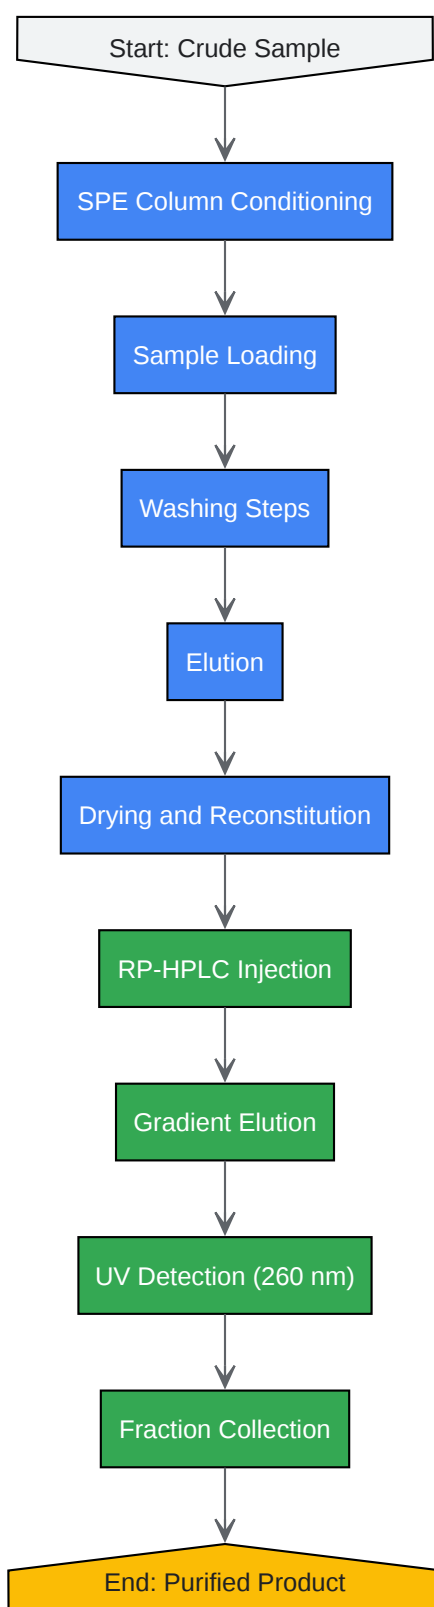 Start: Crude Sample
SPE Column Conditioning
Sample Loading
Washing Steps
Elution
Drying and Reconstitution
RP-HPLC Injection
Gradient Elution
UV Detection (260 nm)
Fraction Collection
End: Purified Product